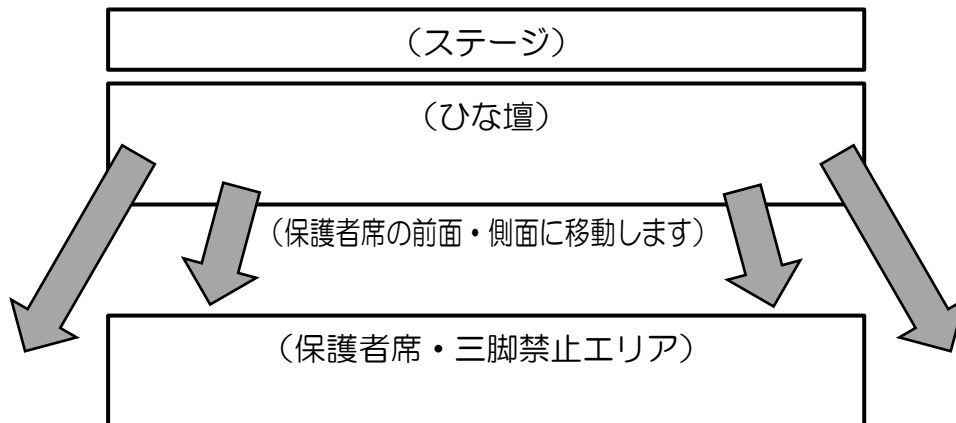 （ステージ）
（ひな壇）
（保護者席の前面・側面に移動します）
（保護者席・三脚禁止エリア）